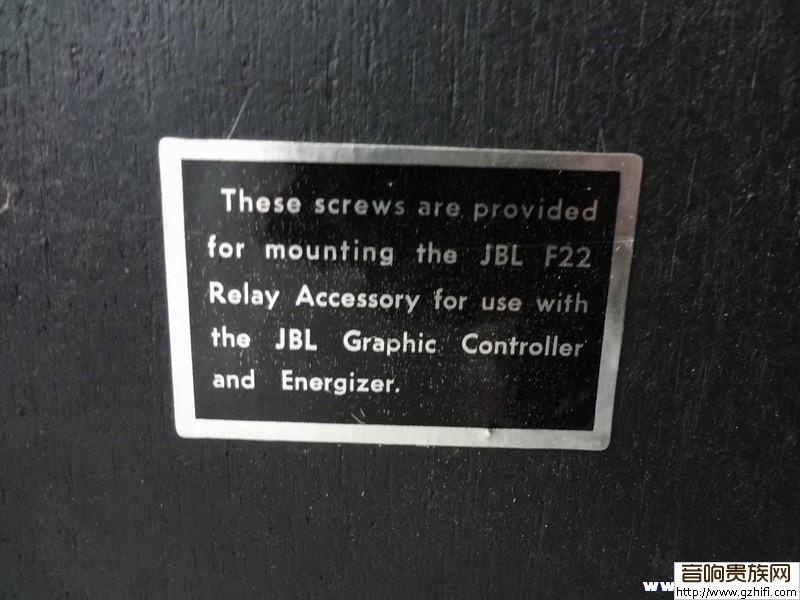 These screws are provided
for mounting the JBL F22
Relay Accessory for use with
the JBL Graphic Controller
and Energizer.
音响贵族网
http://www.gzhifi.com